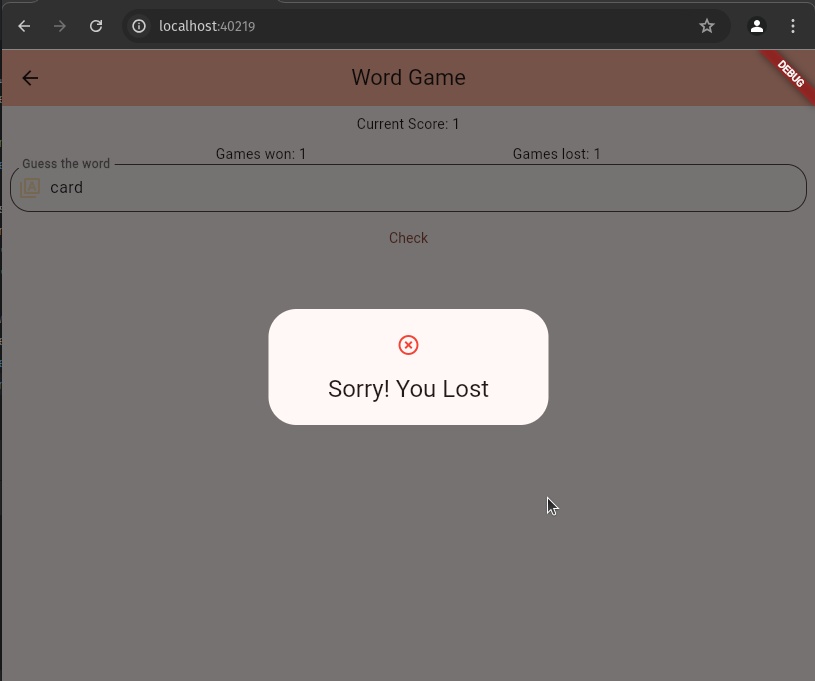 localhost:40219
Word Game
DEBUG
Current Score: 1
Games won: 1 Games lost: 1
Guess the word
A card
Check
Sorry! You Lost